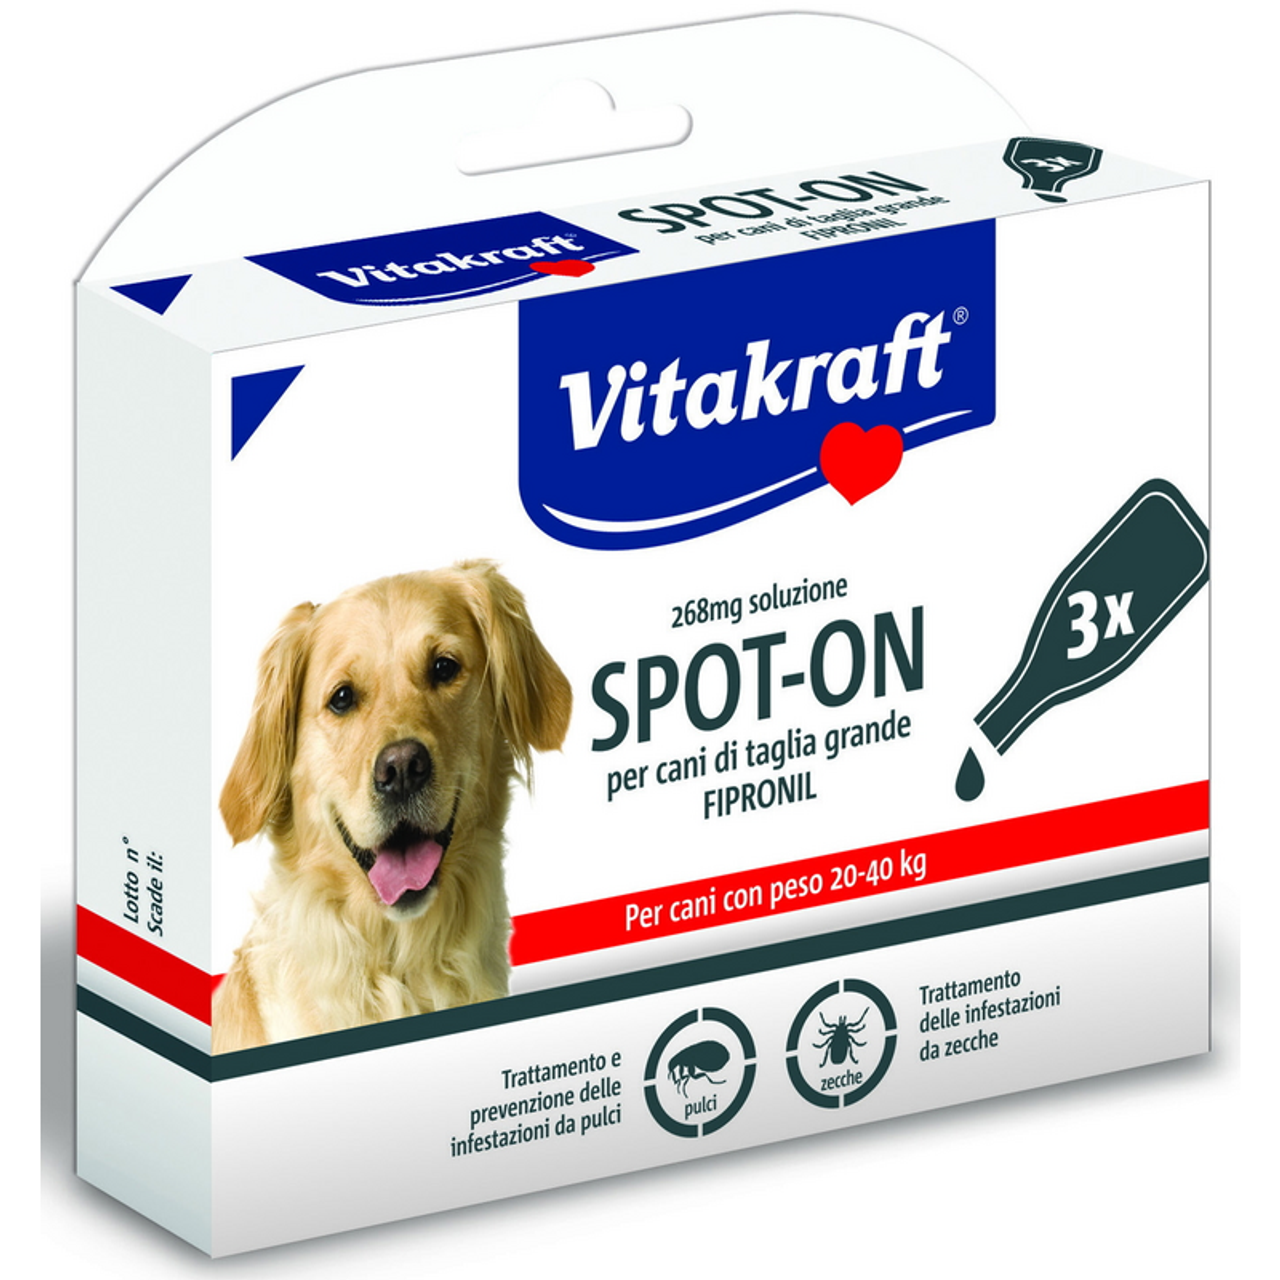 Vitakraft
SPOT-ON
per cani di taglia grande
FIPRONIL
3x
Vitakraft®
268mg soluzione
SPOT-ON
per cani di taglia grande
FIPRONIL
3x
Per cani con peso 20-40 kg
Lotto n°
Scade il:
Trattamento e
prevenzione delle
infestazioni da pulci
pulci
zecche
Trattamento
delle infestazioni
da zecche